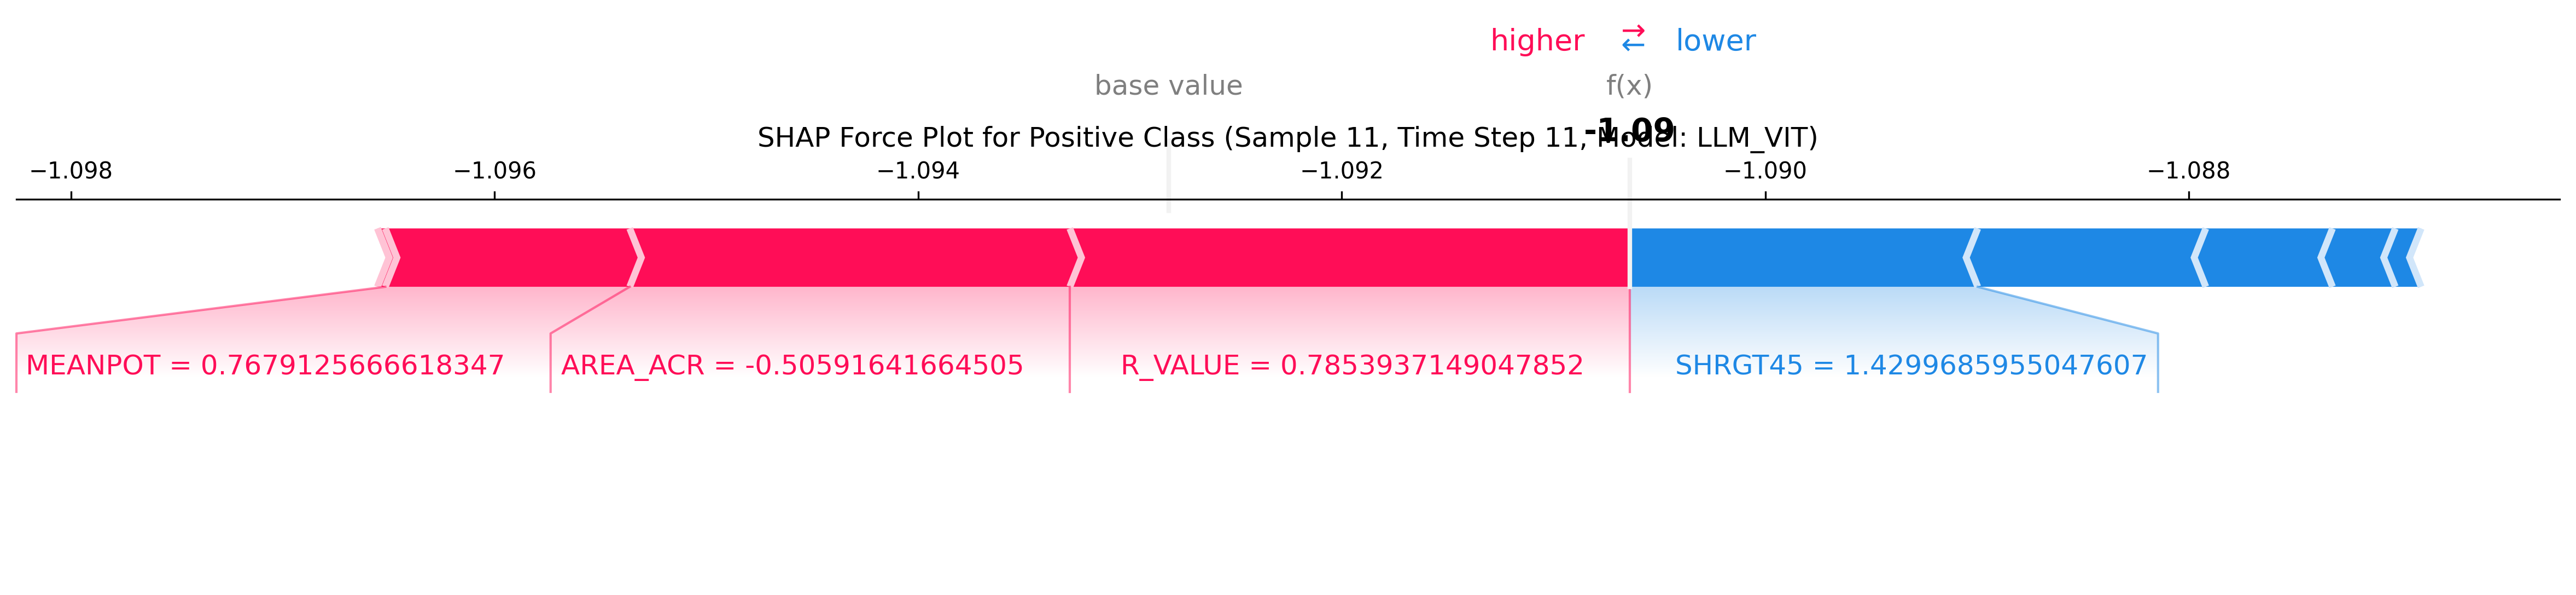 higher ⇄ lower
base value f(x)
-1.09
SHAP Force Plot for Positive Class (Sample 11, Time Step 11, Model: LLM_VIT)
−1.098 −1.096 −1.094 −1.092 −1.090 −1.088
MEANPOT = 0.7679125666618347 AREA_ACR = -0.50591641664505 R_VALUE = 0.7853937149047852 SHRGT45 = 1.4299685955047607